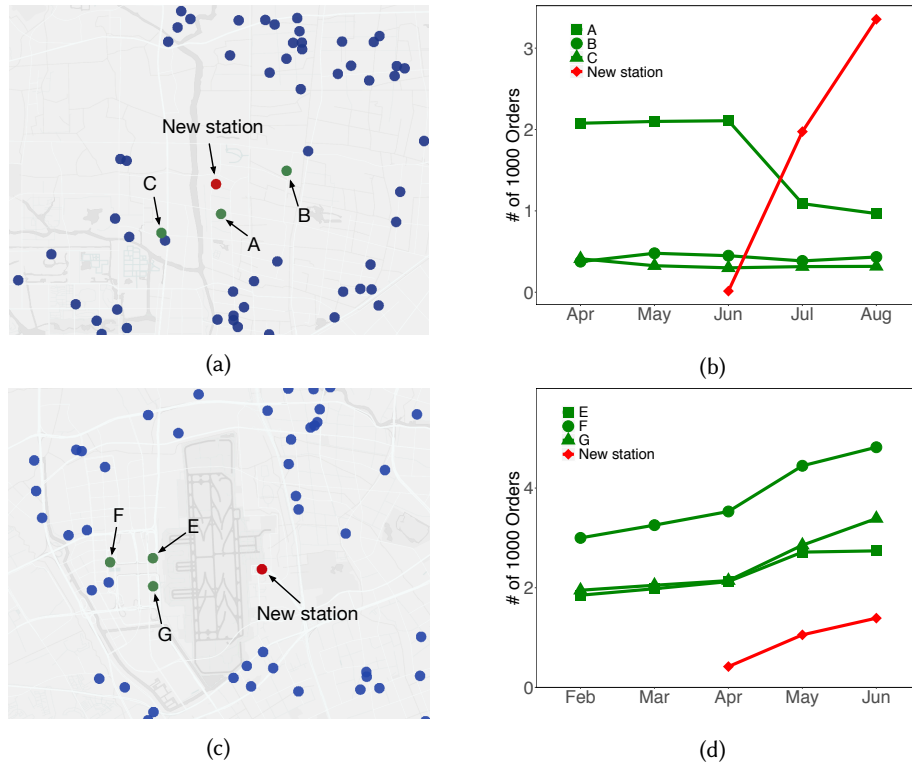 New station
C
B
A
(a)
A
B
C
New station
# of 1000 Orders
3
2
1
0
Apr May Jun Jul Aug
(b)
F
E
G
New station
(c)
E
F
G
New station
# of 1000 Orders
4
2
0
Feb Mar Apr May Jun
(d)